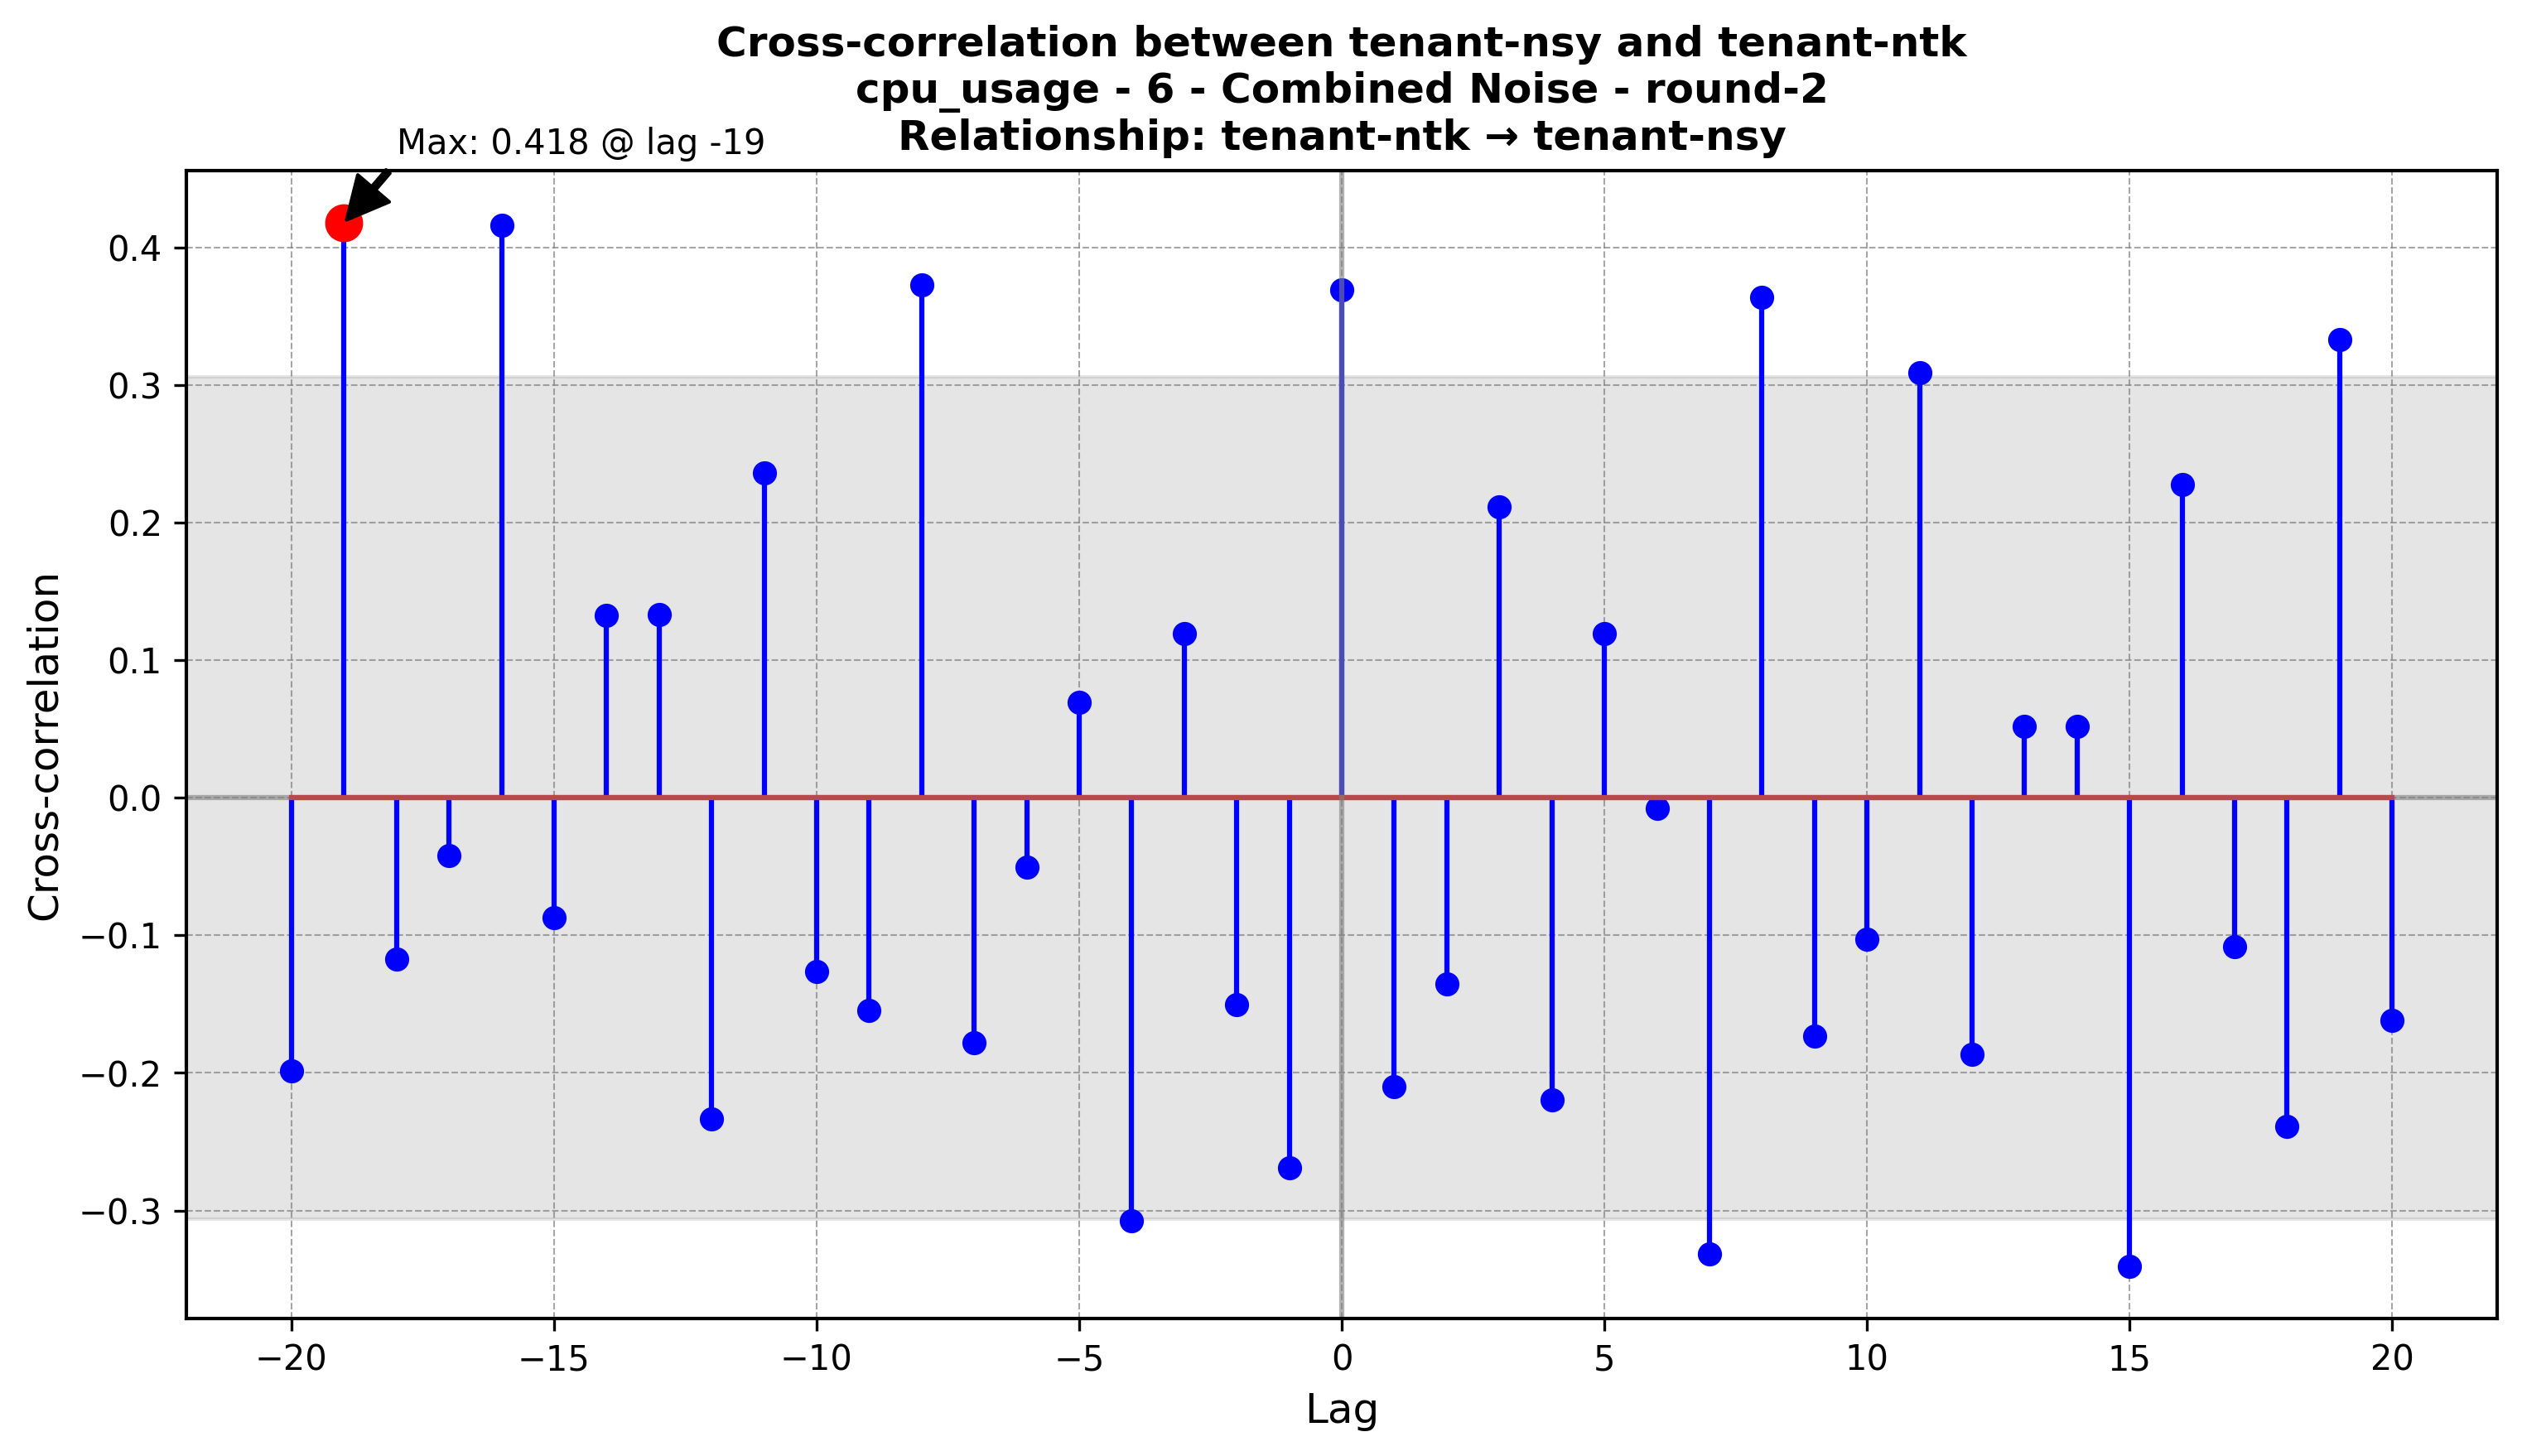 Cross-correlation between tenant-nsy and tenant-ntk
cpu_usage - 6 - Combined Noise - round-2
Relationship: tenant-ntk → tenant-nsy
Max: 0.418 @ lag -19
0.4
0.3
0.2
0.1
0.0
−0.1
−0.2
−0.3
Cross-correlation
−20
−15
−10
−5
0
5
10
15
20
Lag